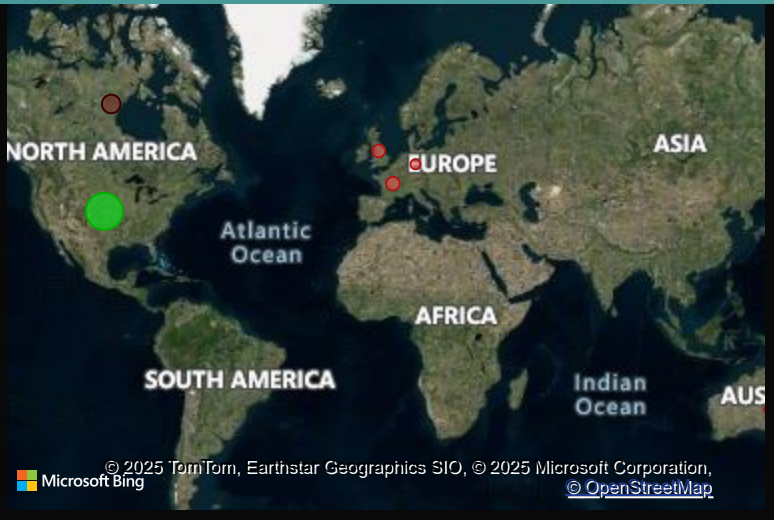 NORTH AMERICA
EUROPE
ASIA
Atlantic
Ocean
AFRICA
SOUTH AMERICA
Indian
Ocean
AUS
© 2025 TomTom, Earthstar Geographics SIO, © 2025 Microsoft Corporation,
Microsoft Bing
© OpenStreetMap